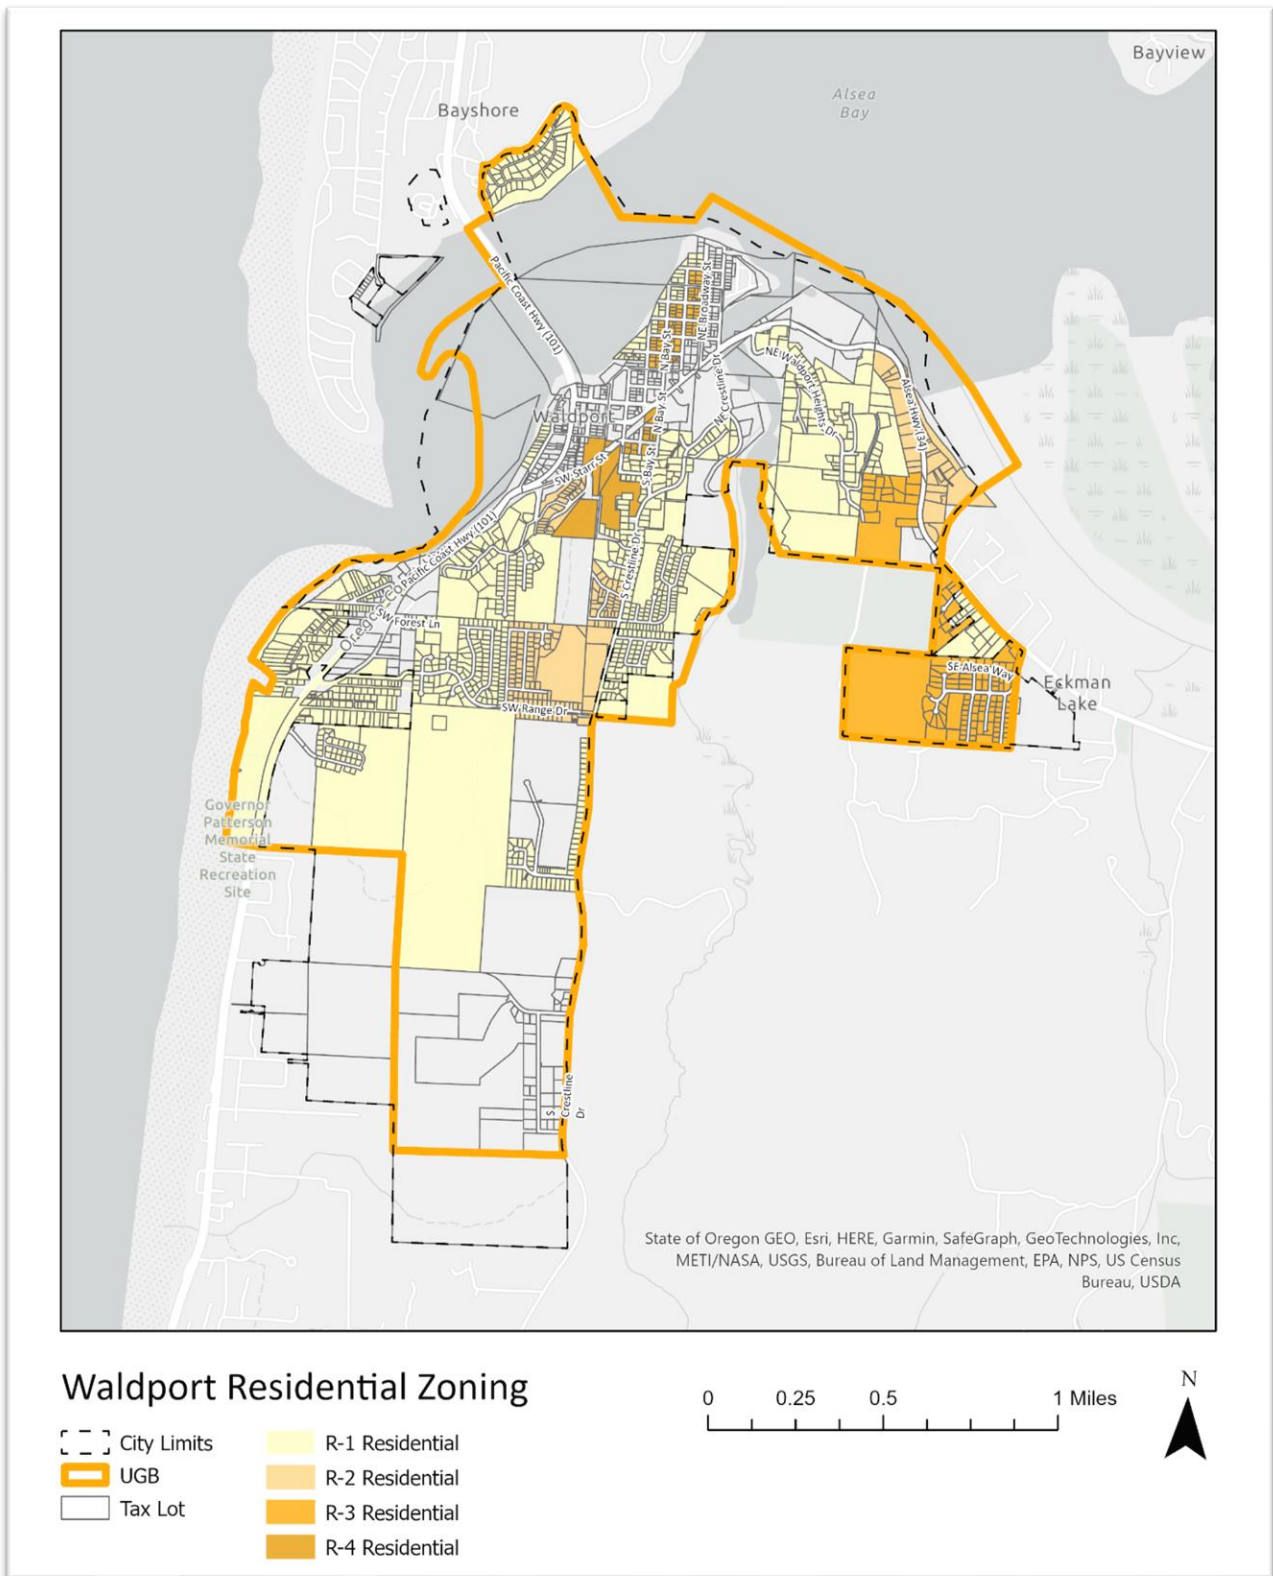 Bayview
Alsea
Bay
Bayshore
Pacific Coast Hwy (101)
NE Broadway St
N Bay St
NE Crestline Dr
NE Waldport Heights Dr
Alsea Hwy (34)
Waldport
N Bay St
SW Starr St
S Bay St
Oregon Co
Pacific Coast Hwy (101)
S Crestline Dr
SW Forest Ln
SE Alsea Way
Eckman
Lake
SW Range Dr
Governor
Patterson
Memorial
State
Recreation
Site
S
Crestline
Dr
State of Oregon GEO, Esri, HERE, Garmin, SafeGraph, GeoTechnologies, Inc,
METI/NASA, USGS, Bureau of Land Management, EPA, NPS, US Census
Bureau, USDA
Waldport Residential Zoning
City Limits
UGB
Tax Lot
R-1 Residential
R-2 Residential
R-3 Residential
R-4 Residential
0 0.25 0.5 1 Miles
N